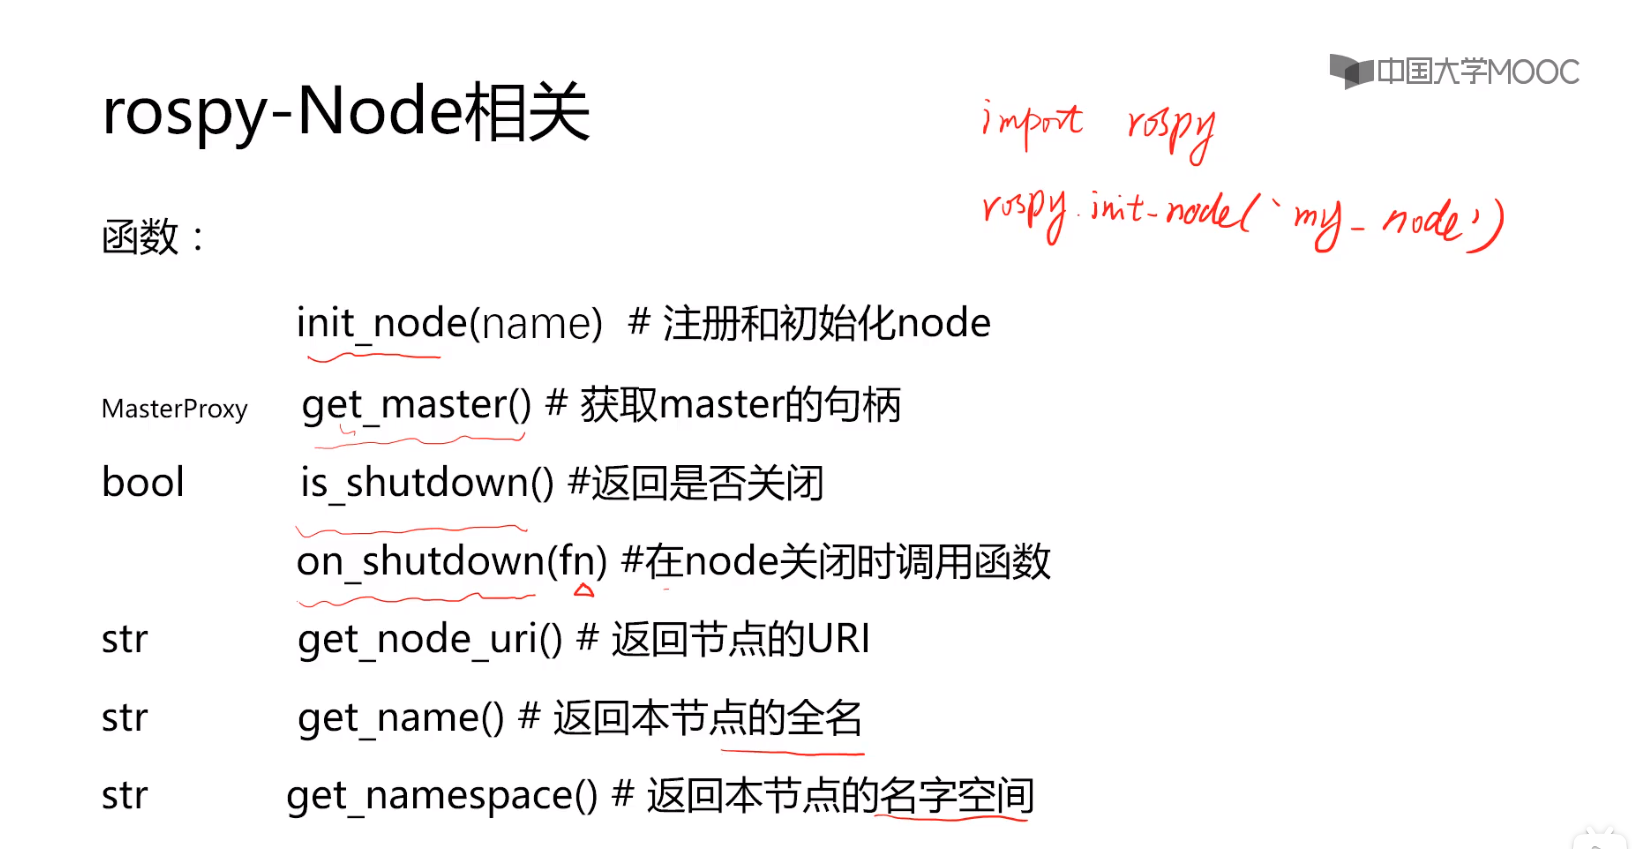 中国大学MOOC
rospy-Node相关
import rospy
rospy.init_node(‘my_node’)
函数：
init_node(name) # 注册和初始化node
MasterProxy get_master() # 获取master的句柄
bool is_shutdown() #返回是否关闭
on_shutdown(fn) #在node关闭时调用函数
str get_node_uri() # 返回节点的URI
str get_name() # 返回本节点的全名
str get_namespace() # 返回本节点的名字空间